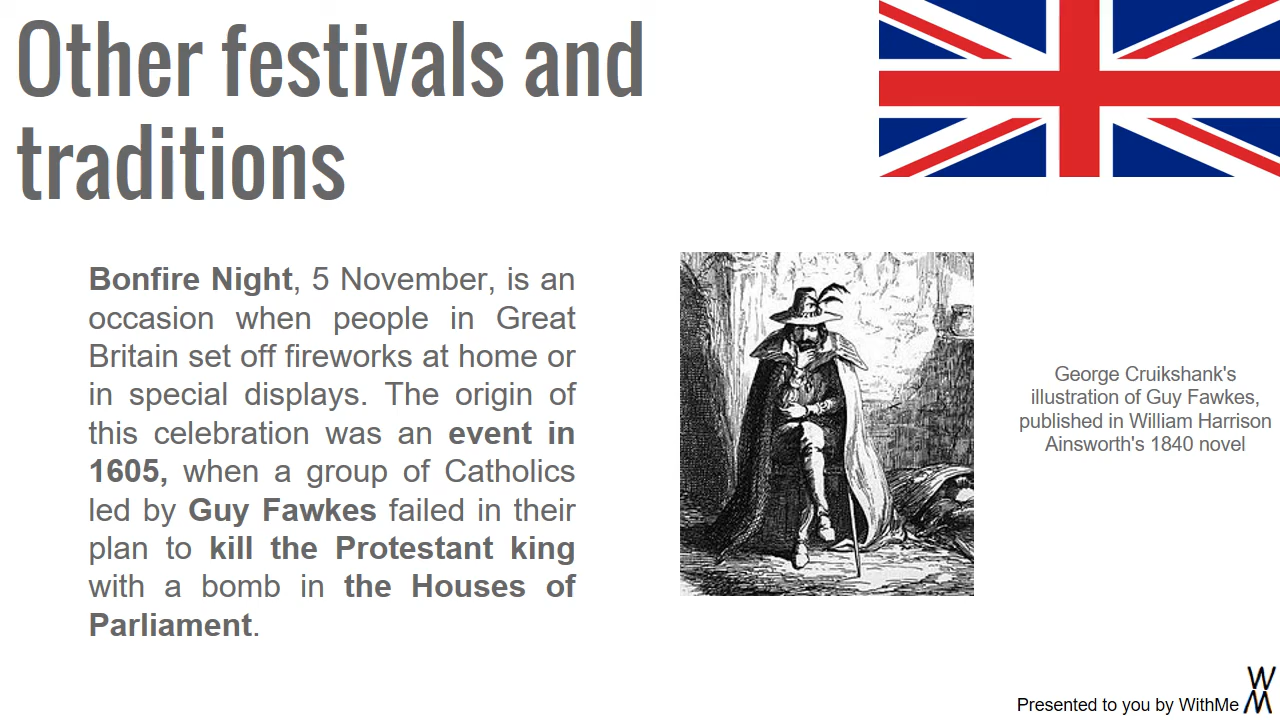 Other festivals and
traditions
Bonfire Night, 5 November, is an
occasion when people in Great
Britain set off fireworks at home or
in special displays. The origin of
this celebration was an event in
1605, when a group of Catholics
led by Guy Fawkes failed in their
plan to kill the Protestant king
with a bomb in the Houses of
Parliament.
George Cruikshank's
illustration of Guy Fawkes,
published in William Harrison
Ainsworth's 1840 novel
Presented to you by WithMe
W
M